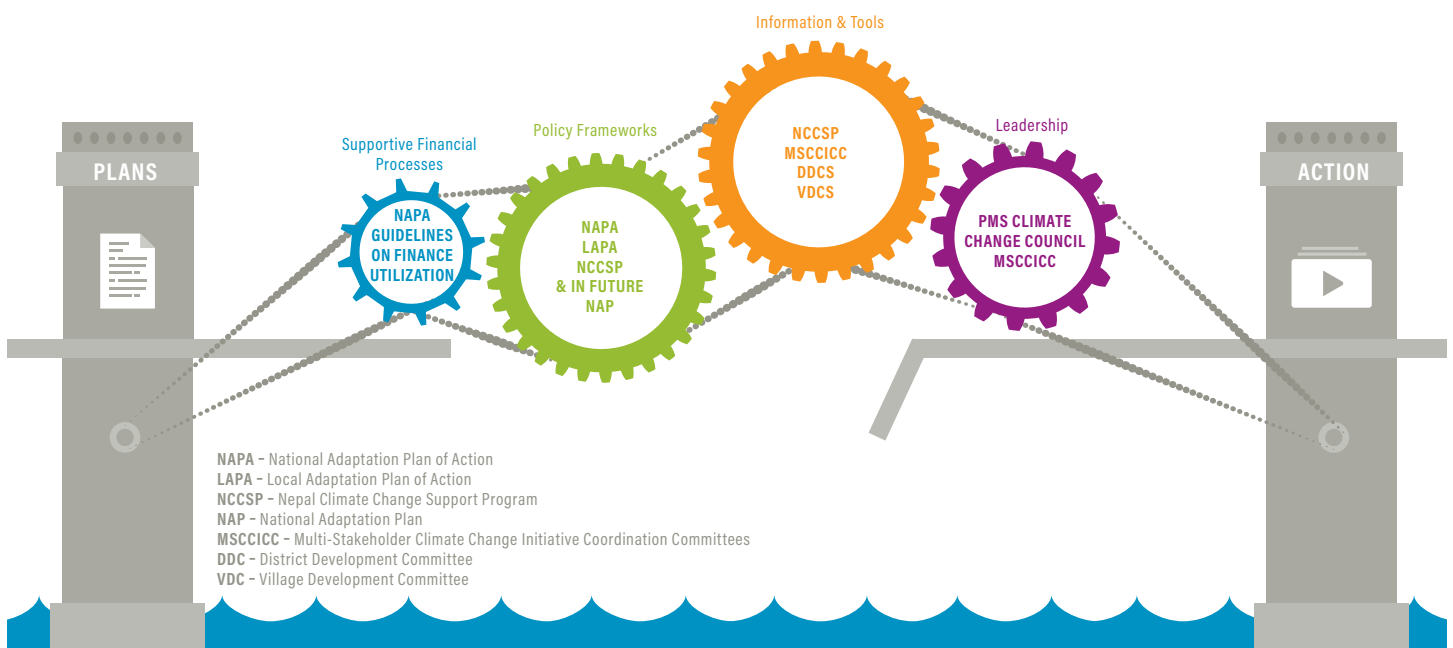 Information & Tools
Leadership
Policy Frameworks
Supportive Financial
Processes
PLANS
ACTION
NAPA
GUIDELINES
ON FINANCE
UTILIZATION
NAPA
LAPA
NCCSP
& IN FUTURE
NAP
NCCSP
MSCCICC
DDCS
VDCS
PMS CLIMATE
CHANGE COUNCIL
MSCCICC
NAPA – National Adaptation Plan of Action
LAPA – Local Adaptation Plan of Action
NCCSP – Nepal Climate Change Support Program
NAP – National Adaptation Plan
MSCCICC – Multi-Stakeholder Climate Change Initiative Coordination Committees
DDC – District Development Committee
VDC – Village Development Committee